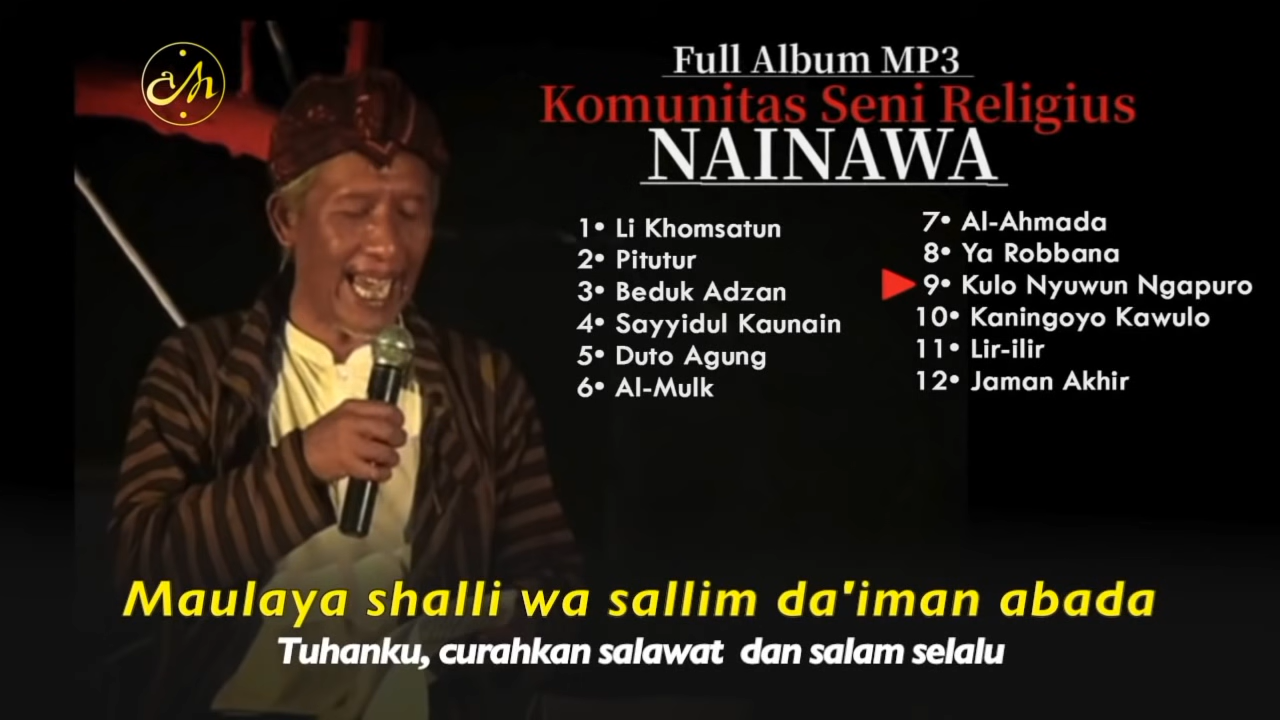 Full Album MP3
Komunitas Seni Religius
NAINAWA
1• Li Khomsatun
2• Pitutur
3• Beduk Adzan
4• Sayyidul Kaunain
5• Duto Agung
6• Al-Mulk
7• Al-Ahmada
8• Ya Robbana
9• Kulo Nyuwun Ngapuro
10• Kaningoyo Kawulo
11• Lir-ilir
12• Jaman Akhir
Maulaya shalli wa sallim da'iman abada
Tuhanku, curahkan salawat dan salam selalu